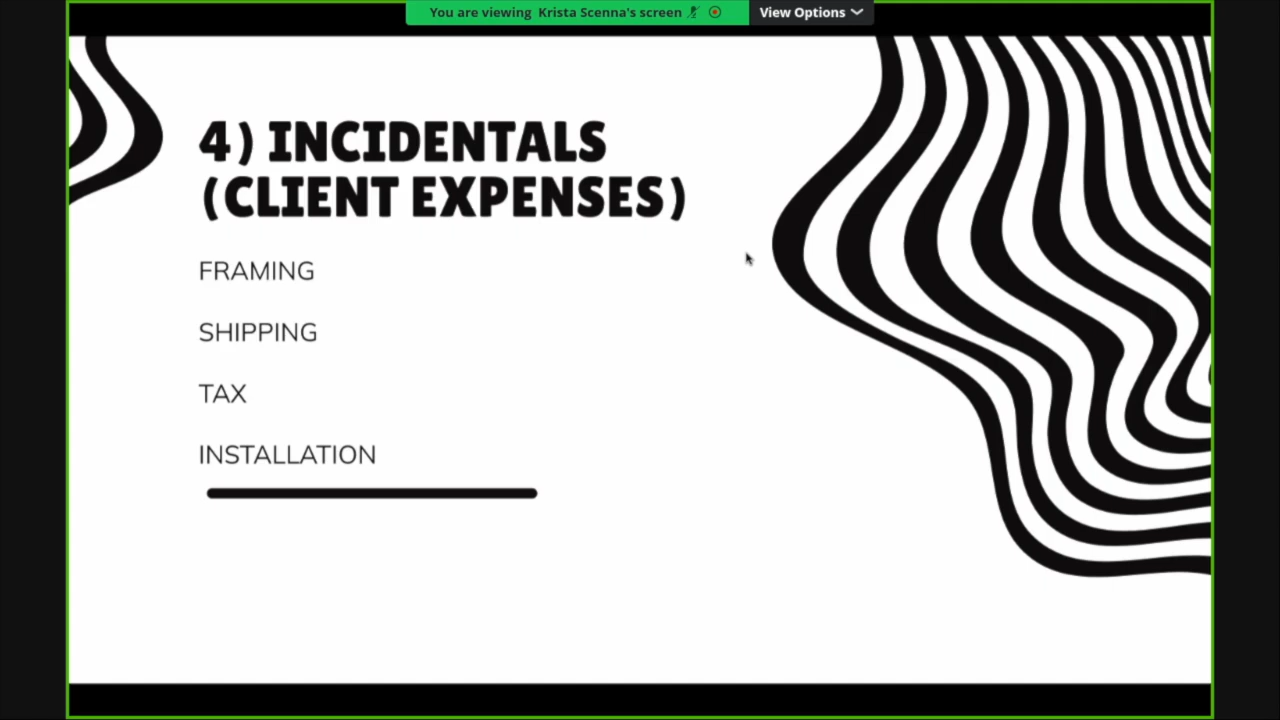 You are viewing Krista Scenna's screen View Options
4) INCIDENTALS
(CLIENT EXPENSES)
FRAMING
SHIPPING
TAX
INSTALLATION